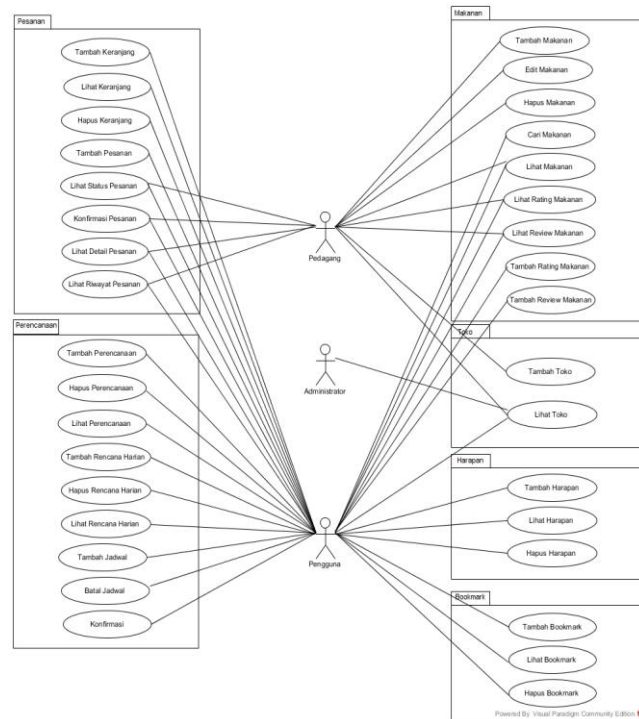 Pesanan
Tambah Keranjang
Lihat Keranjang
Hapus Keranjang
Tambah Pesanan
Lihat Status Pesanan
Konfirmasi Pesanan
Lihat Detail Pesanan
Lihat Riwayat Pesanan
Perencanaan
Tambah Perencanaan
Hapus Perencanaan
Lihat Perencanaan
Tambah Rencana Harian
Hapus Rencana Harian
Lihat Rencana Harian
Tambah Jadwal
Batal Jadwal
Konfirmasi
Pedagang
Administrator
Pengguna
Makanan
Tambah Makanan
Edit Makanan
Hapus Makanan
Cari Makanan
Lihat Makanan
Lihat Rating Makanan
Lihat Review Makanan
Tambah Rating Makanan
Tambah Review Makanan
Toko
Tambah Toko
Lihat Toko
Harapan
Tambah Harapan
Lihat Harapan
Hapus Harapan
Bookmark
Tambah Bookmark
Lihat Bookmark
Hapus Bookmark
Powered By Visual Paradigm Community Edition